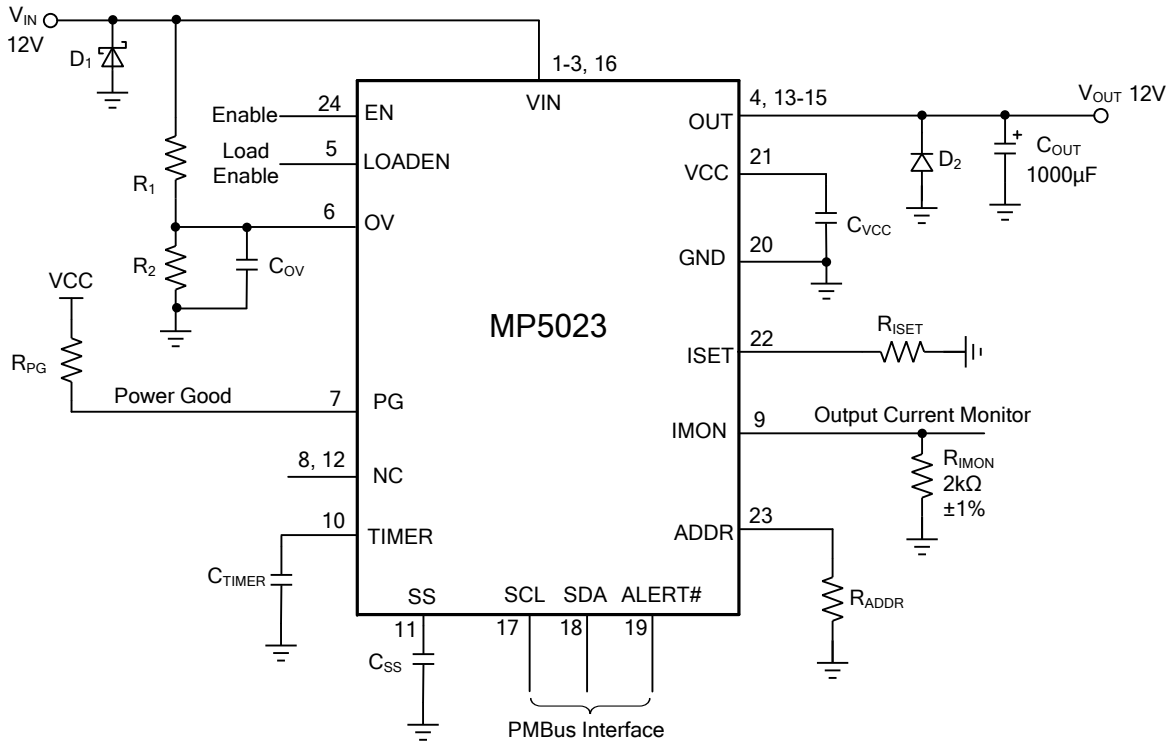 VIN
12V
D1
1-3, 16
VIN
Enable
24
EN
Load
Enable
5
LOADEN
R1
6
OV
R2
COV
VCC
RPG
Power Good
7
PG
8, 12
NC
10
TIMER
CTIMER
SS
11
CSS
SCL
17
SDA
18
ALERT#
19
PMBus Interface
MP5023
OUT
4, 13-15
VOUT 12V
D2
+
COUT
1000µF
VCC
21
CVCC
GND
20
ISET
22
RISET
IMON
9
Output Current Monitor
RIMON
2kΩ
±1%
ADDR
23
RADDR